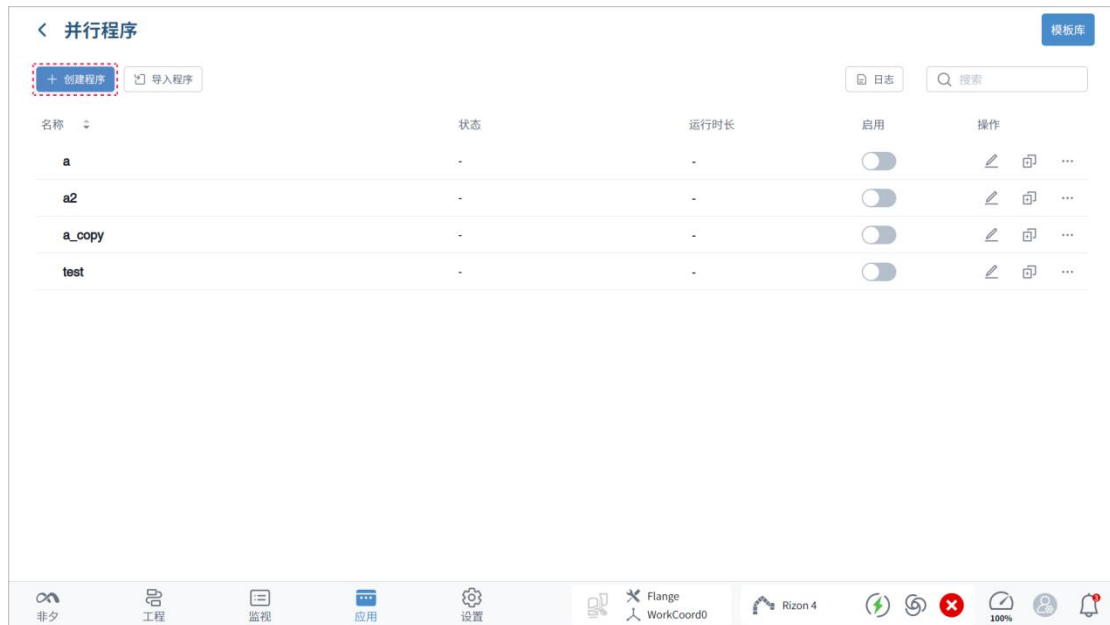 并行程序
模板库
创建程序 导入程序 日志 搜索
名称 状态 运行时长 启用 操作
a - -
a2 - -
a_copy - -
test - -
非夕 工程 监视 应用 设置 Flange WorkCoord0 Rizon 4 100% 3